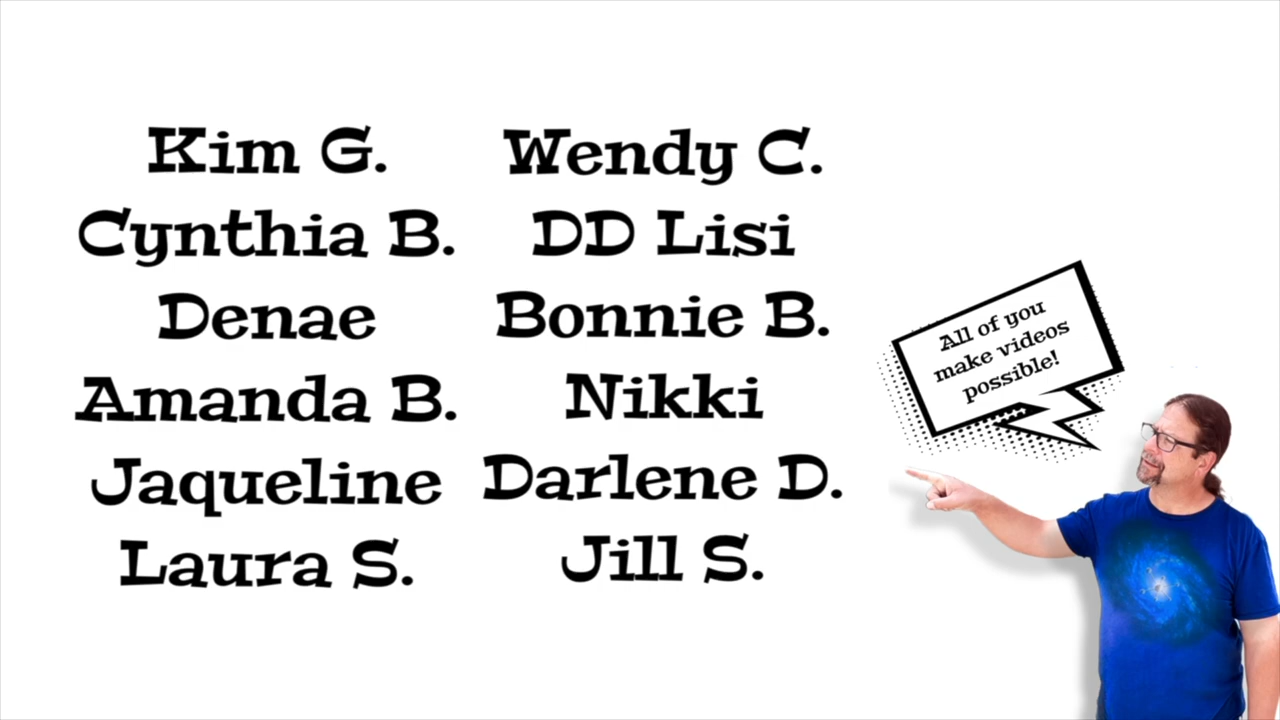 Kim G.
Cynthia B.
Denae
Amanda B.
Jaqueline
Laura S.
Wendy C.
DD Lisi
Bonnie B.
Nikki
Darlene D.
Jill S.
All of you
make videos
possible!